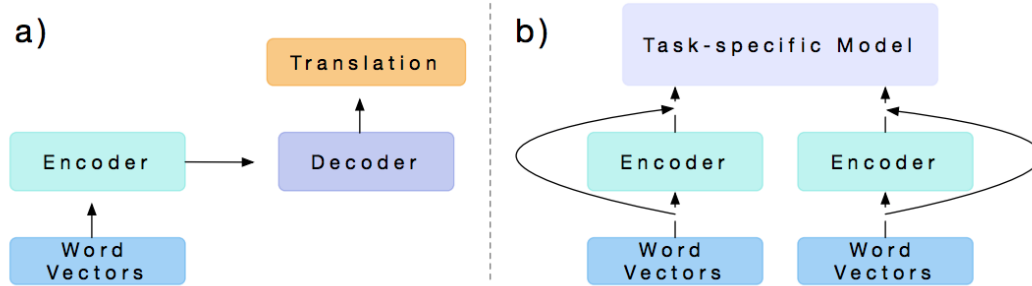 a)
Translation
Encoder
Decoder
Word
Vectors
b)
Task-specific Model
Encoder
Encoder
Word
Vectors
Word
Vectors